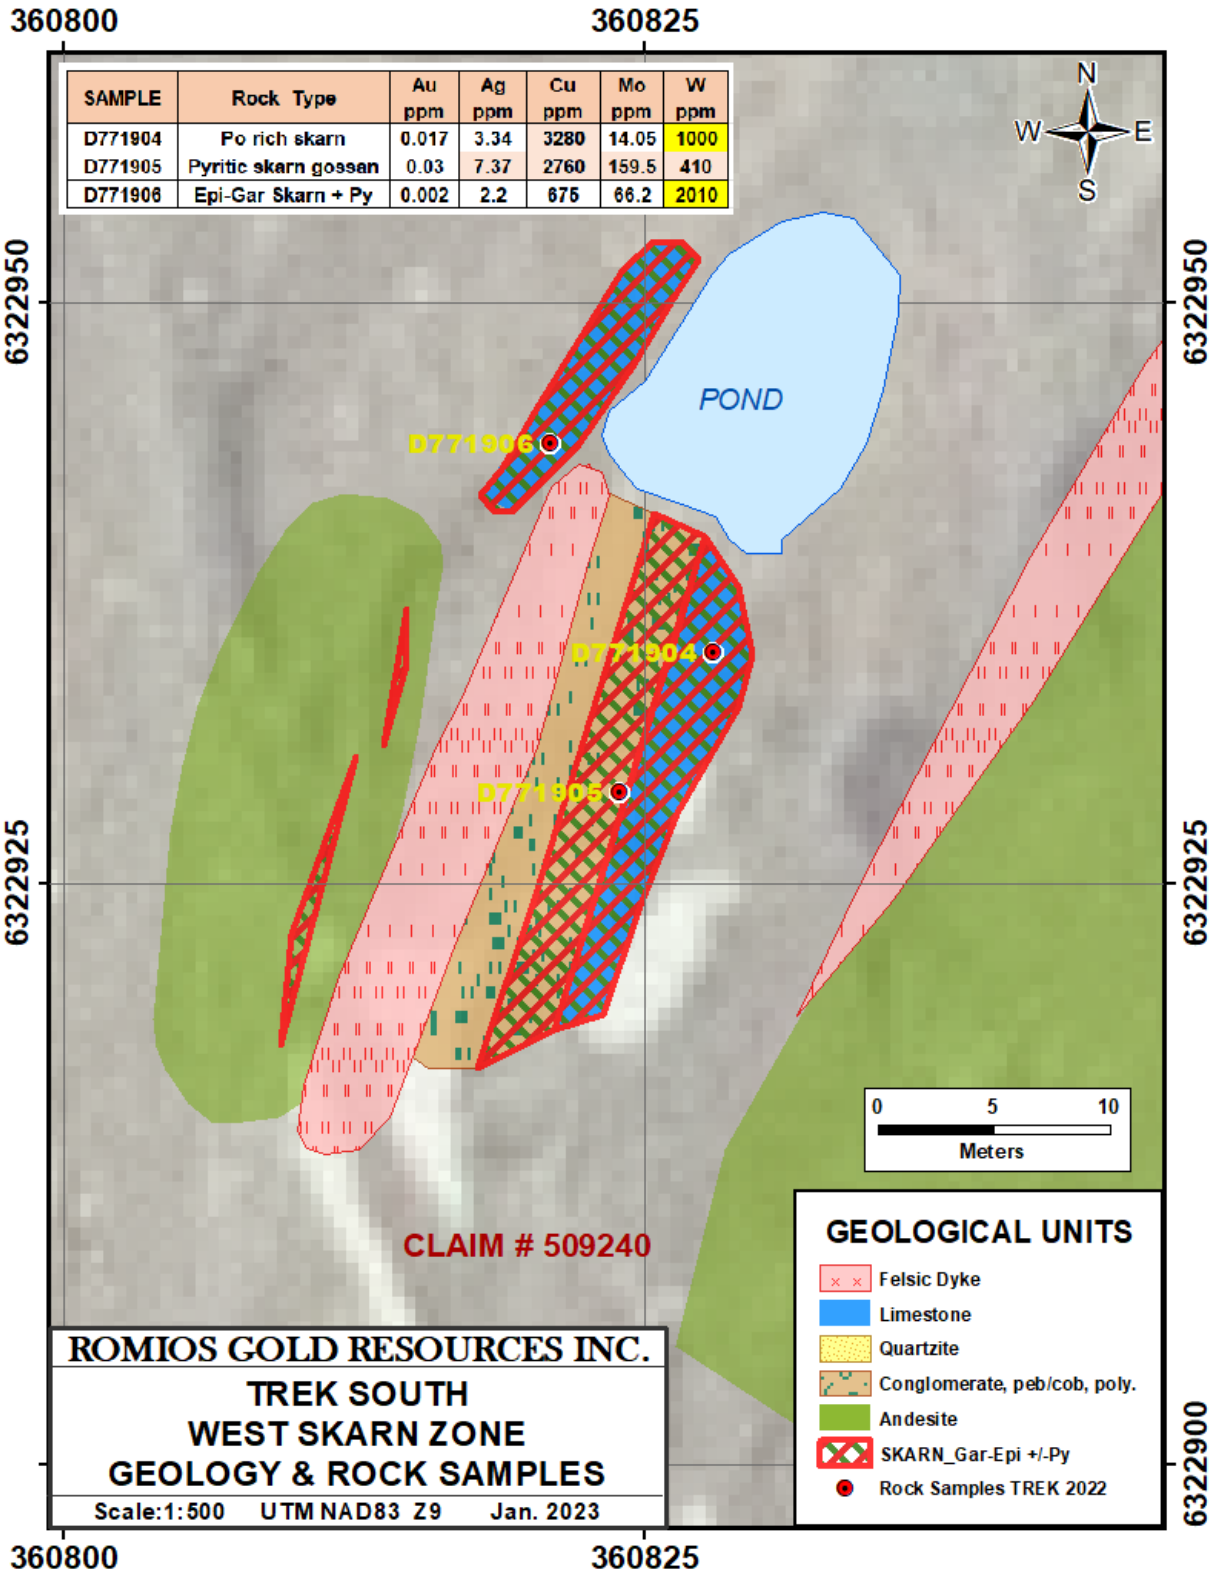 360800 360825
SAMPLE Rock Type Au ppm Ag ppm Cu ppm Mo ppm W ppm
D771904 Po rich skarn 0.017 3.34 3280 14.05 1000
D771905 Pyritic skarn gossan 0.03 7.37 2760 159.5 410
D771906 Epi-Gar Skarn + Py 0.002 2.2 675 66.2 2010
N
W E
S
6322950 6322950
POND
D771906
D771904
D771905
6322925 6322925
0 5 10
Meters
CLAIM # 509240
GEOLOGICAL UNITS
Felsic Dyke
Limestone
Quartzite
Conglomerate, peb/cob, poly.
Andesite
SKARN_Gar-Epi +/-Py
Rock Samples TREK 2022
6322900
ROMIOS GOLD RESOURCES INC.
TREK SOUTH
WEST SKARN ZONE
GEOLOGY & ROCK SAMPLES
Scale:1:500 UTM NAD83 Z9 Jan. 2023
360800 360825